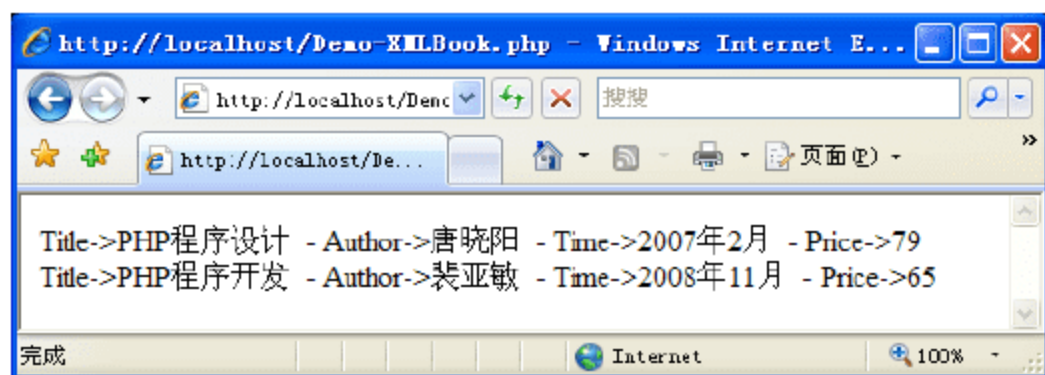 http://localhost/Demo-XMLBook.php - Windows Internet E...
http://localhost/Demc
搜搜
http://localhost/De...
页面(P)
»
Title->PHP程序设计 - Author->唐晓阳 - Time->2007年2月 - Price->79
Title->PHP程序开发 - Author->裴亚敏 - Time->2008年11月 - Price->65
完成
Internet
100%